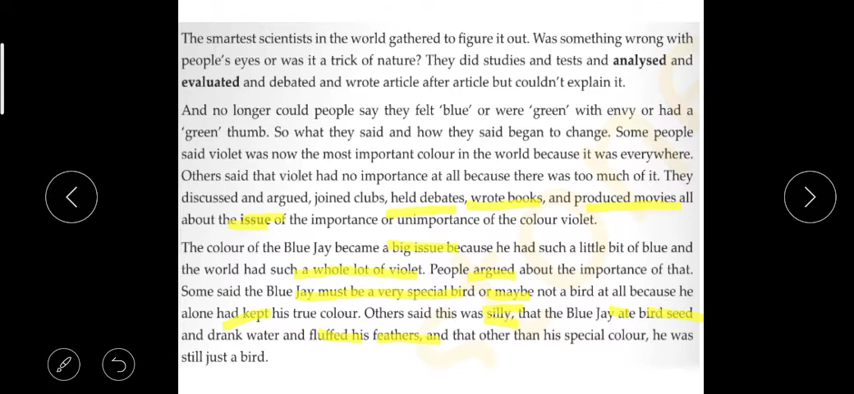 The smartest scientists in the world gathered to figure it out. Was something wrong with
people's eyes or was it a trick of nature? They did studies and tests and analysed and
evaluated and debated and wrote article after article but couldn't explain it.
And no longer could people say they felt 'blue' or were 'green' with envy or had a
'green' thumb. So what they said and how they said began to change. Some people
said violet was now the most important colour in the world because it was everywhere.
Others said that violet had no importance at all because there was too much of it. They
discussed and argued, joined clubs, held debates, wrote books, and produced movies all
about the issue of the importance or unimportance of the colour violet.
The colour of the Blue Jay became a big issue because he had such a little bit of blue and
the world had such a whole lot of violet. People argued about the importance of that.
Some said the Blue Jay must be a very special bird or maybe not a bird at all because he
alone had kept his true colour. Others said this was silly, that the Blue Jay ate bird seed
and drank water and fluffed his feathers, and that other than his special colour, he was
still just a bird.